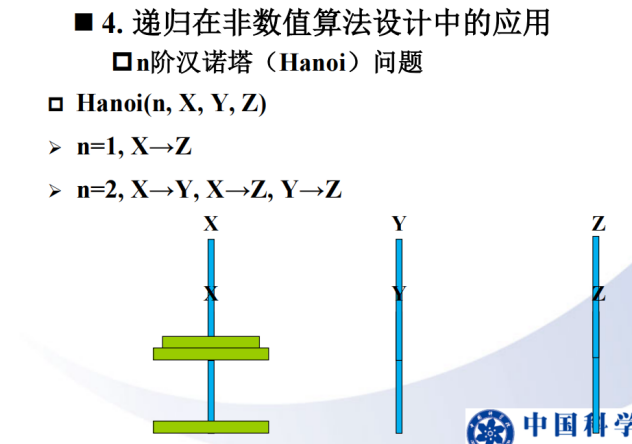 4. 递归在非数值算法设计中的应用
n阶汉诺塔（Hanoi）问题
Hanoi(n, X, Y, Z)
n=1, X→Z
n=2, X→Y, X→Z, Y→Z
X Y Z
X Y Z
中国科学